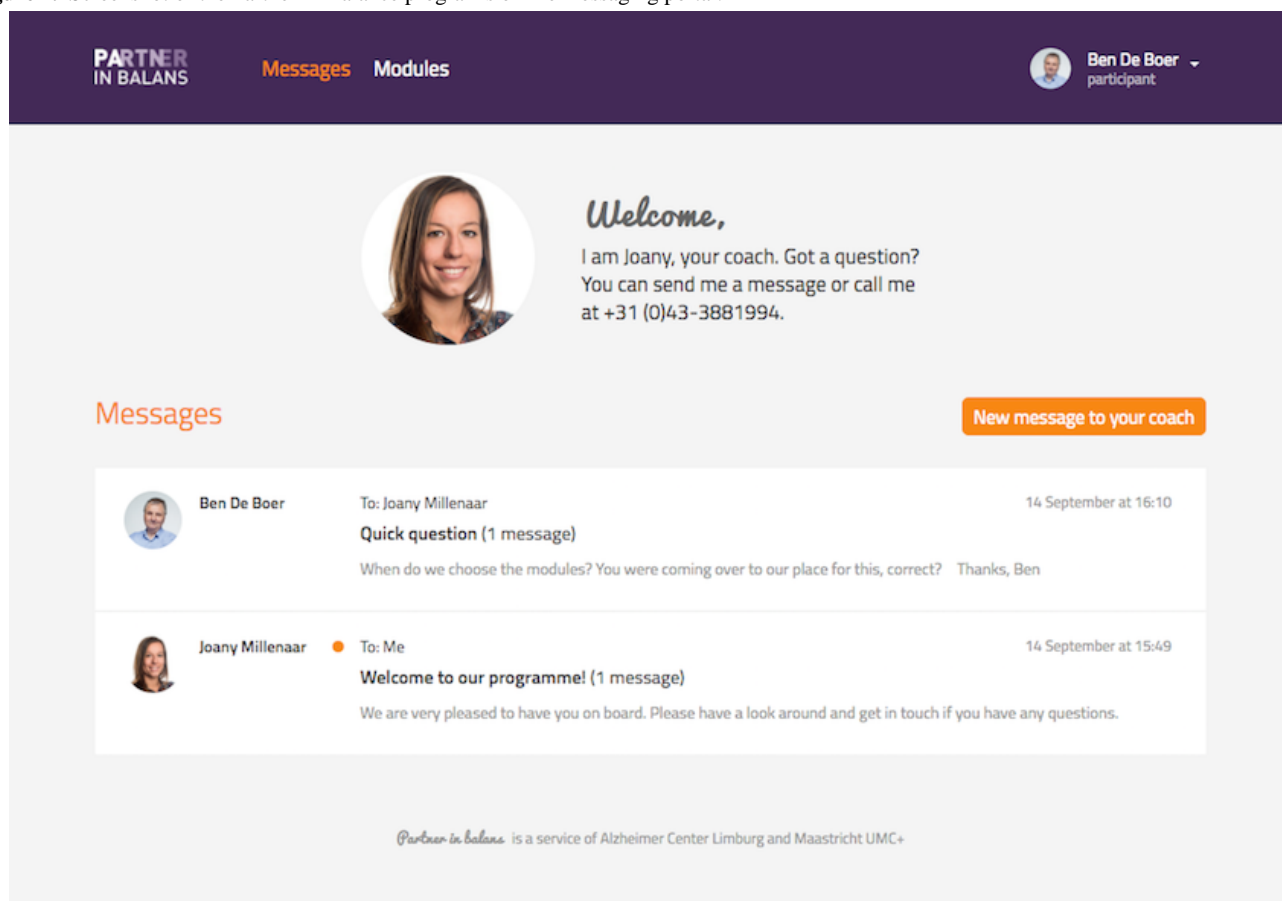 PARTNER
IN BALANS
Messages Modules
Ben De Boer
participant
Welcome,
I am Joany, your coach. Got a question?
You can send me a message or call me
at +31 (0)43-3881994.
Messages
New message to your coach
Ben De Boer To: Joany Millenaar 14 September at 16:10
Quick question (1 message)
When do we choose the modules? You were coming over to our place for this, correct? Thanks, Ben
Joany Millenaar To: Me 14 September at 15:49
Welcome to our programme! (1 message)
We are very pleased to have you on board. Please have a look around and get in touch if you have any questions.
Partner in balans is a service of Alzheimer Center Limburg and Maastricht UMC+